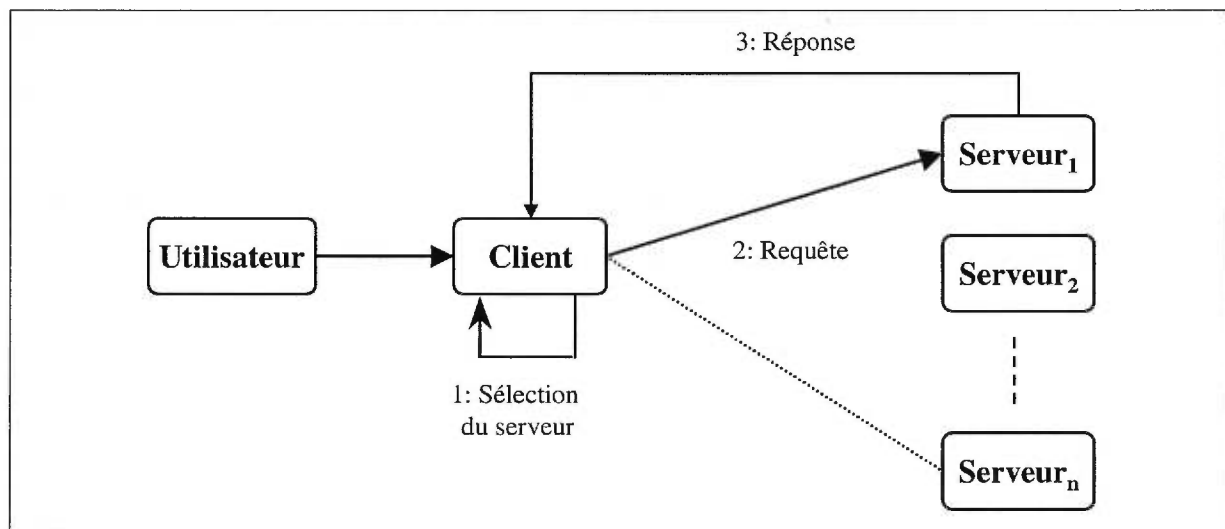 3: Réponse
Serveur₁
Utilisateur
Client
2: Requête
Serveur₂
1: Sélection
du serveur
Serveurₙ